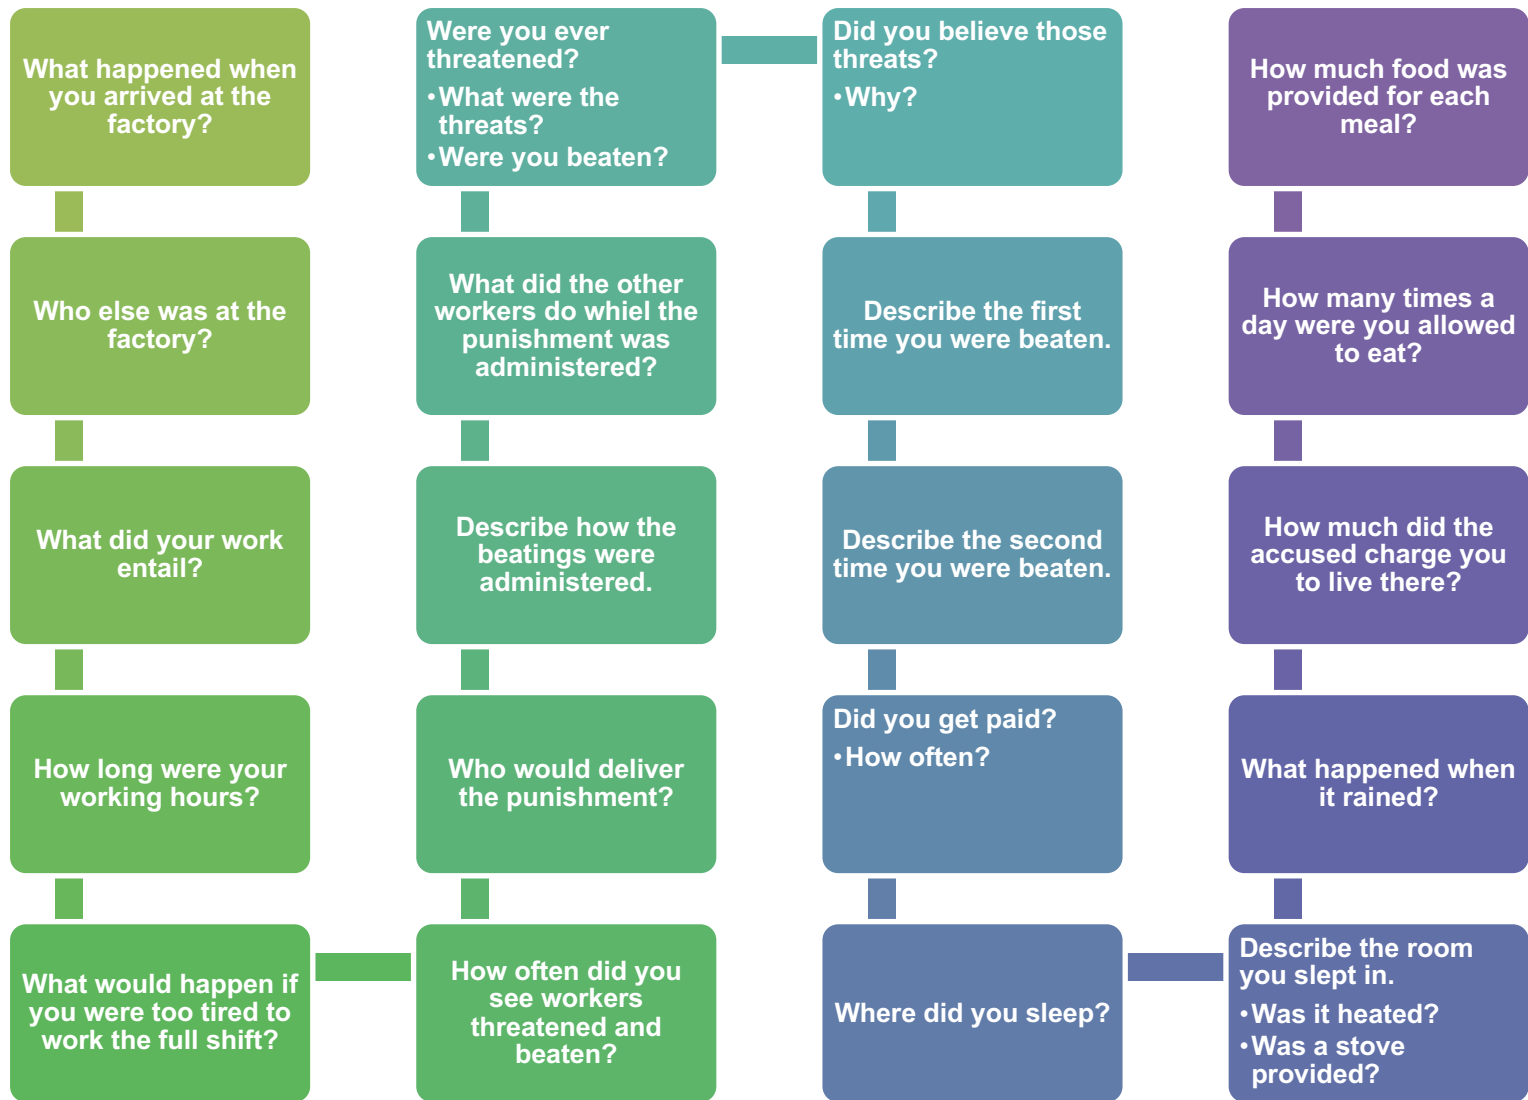 What happened when
you arrived at the
factory?
Who else was at the
factory?
What did your work
entail?
How long were your
working hours?
What would happen if
you were too tired to
work the full shift?
How often did you
see workers
threatened and
beaten?
Who would deliver
the punishment?
Describe how the
beatings were
administered.
What did the other
workers do whiel the
punishment was
administered?
Were you ever
threatened?
•What were the
threats?
•Were you beaten?
Did you believe those
threats?
•Why?
Describe the first
time you were beaten.
Describe the second
time you were beaten.
Did you get paid?
•How often?
Where did you sleep?
Describe the room
you slept in.
•Was it heated?
•Was a stove
provided?
What happened when
it rained?
How much did the
accused charge you
to live there?
How many times a
day were you allowed
to eat?
How much food was
provided for each
meal?